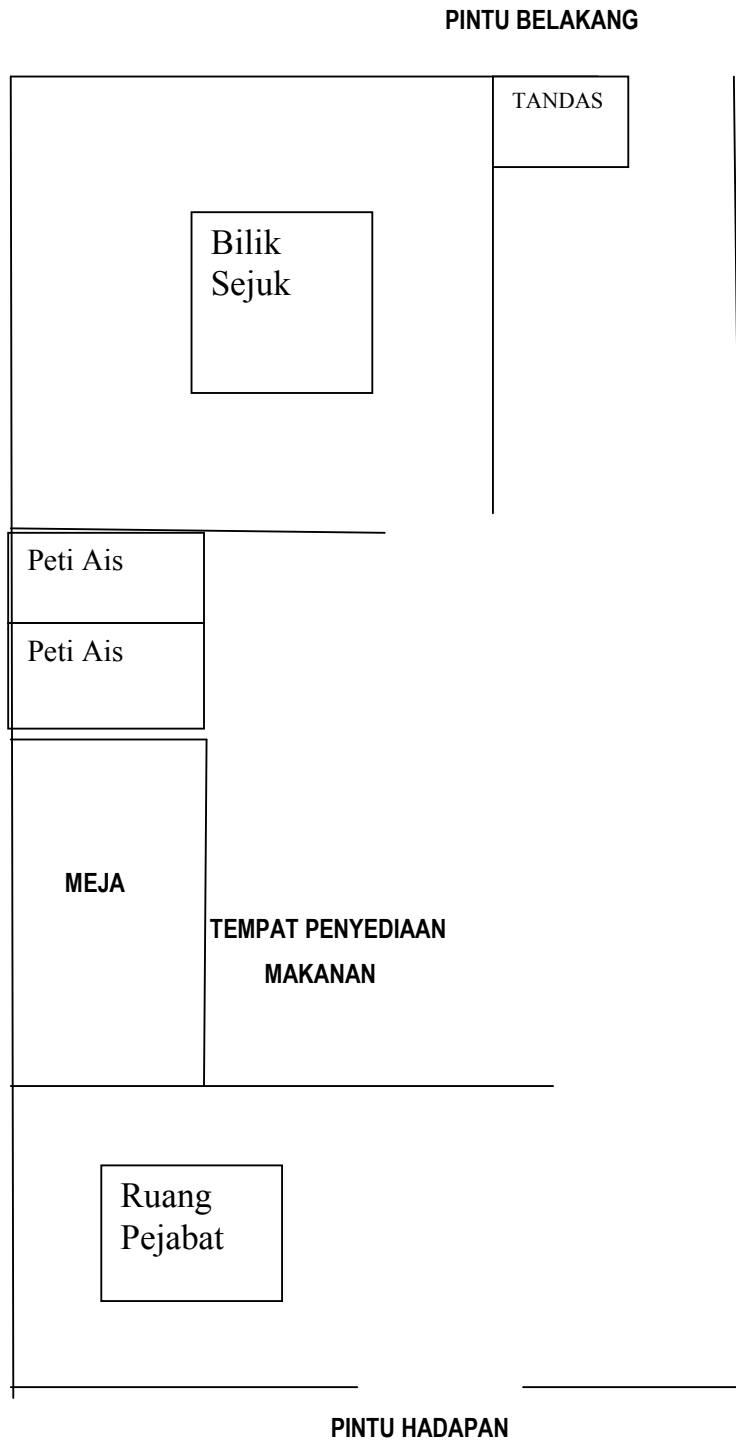 PINTU BELAKANG
TANDAS
Bilik
Sejuk
Peti Ais
Peti Ais
MEJA
TEMPAT PENYEDIAAN
MAKANAN
Ruang
Pejabat
PINTU HADAPAN